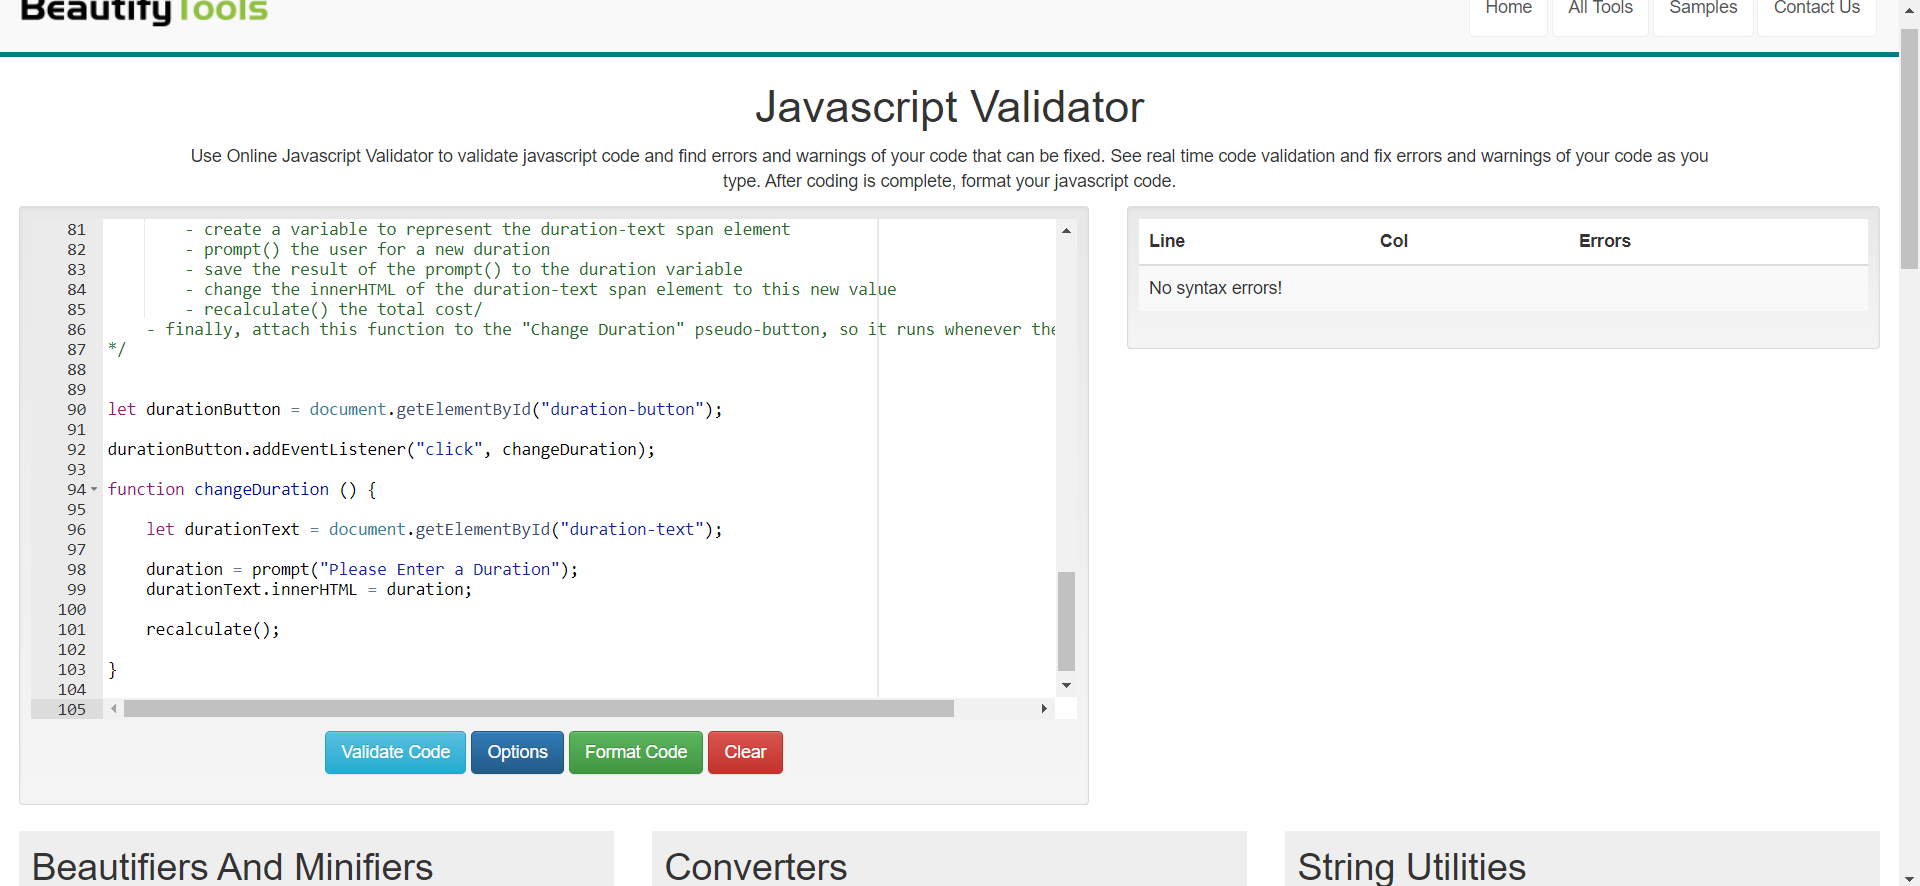 BeautifyTools
Home
All Tools
Samples
Contact Us
Javascript Validator
Use Online Javascript Validator to validate javascript code and find errors and warnings of your code that can be fixed. See real time code validation and fix errors and warnings of your code as you
type. After coding is complete, format your javascript code.
81 - create a variable to represent the duration-text span element
82 - prompt() the user for a new duration
83 - save the result of the prompt() to the duration variable
84 - change the innerHTML of the duration-text span element to this new value
85 - recalculate() the total cost/
86 - finally, attach this function to the "Change Duration" pseudo-button, so it runs whenever the
87 */
88
89
90 let durationButton = document.getElementById("duration-button");
91
92 durationButton.addEventListener("click", changeDuration);
93
94 function changeDuration () {
95
96 let durationText = document.getElementById("duration-text");
97
98 duration = prompt("Please Enter a Duration");
99 durationText.innerHTML = duration;
100
101 recalculate();
102
103 }
104
105
Line Col Errors
No syntax errors!
Validate Code
Options
Format Code
Clear
Beautifiers And Minifiers
Converters
String Utilities